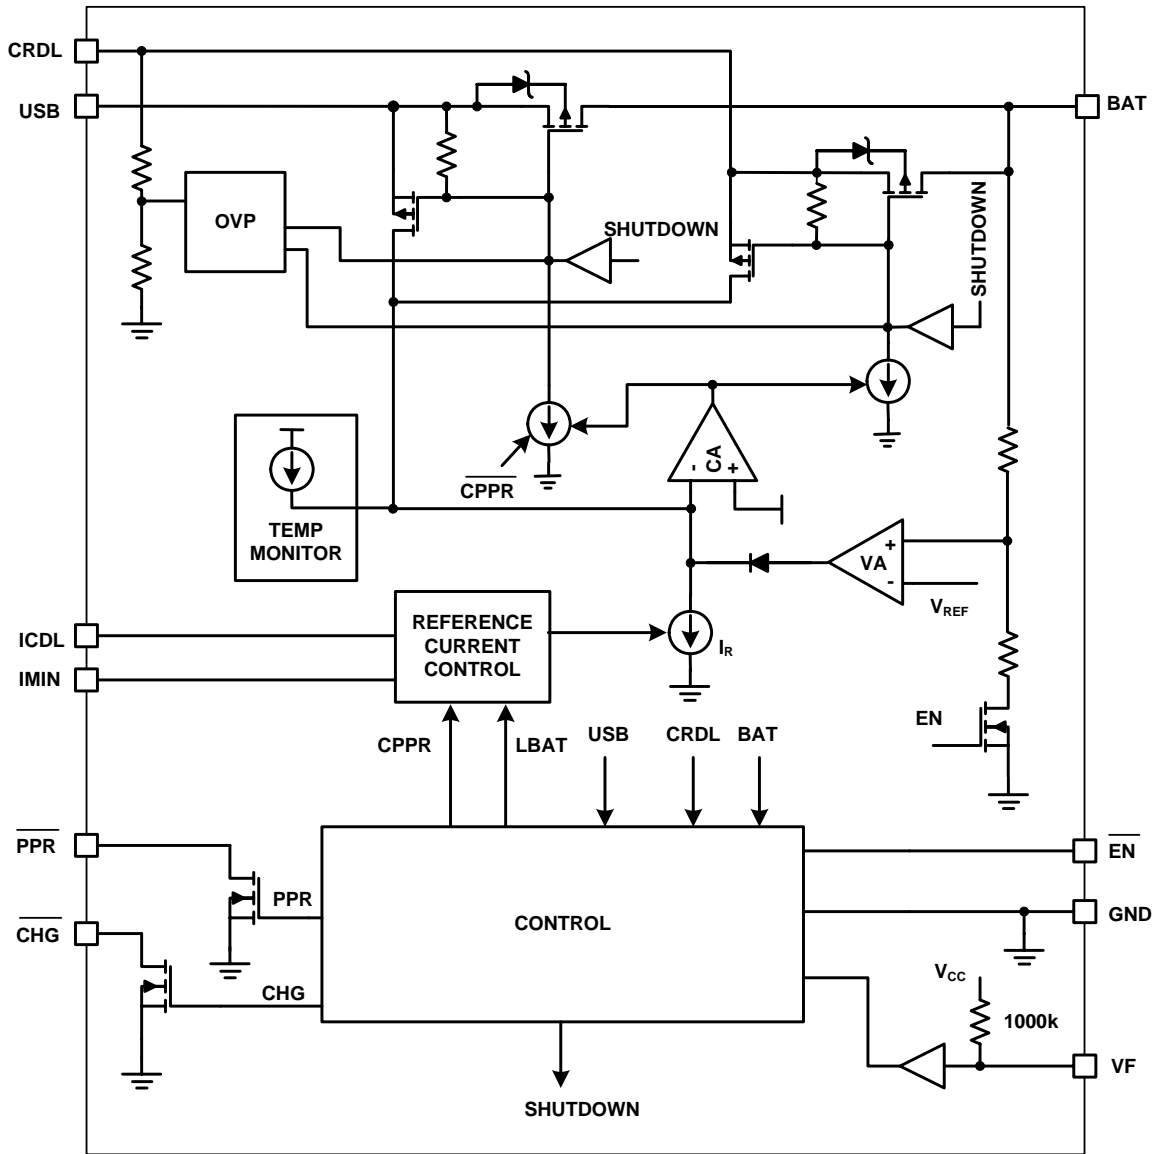 CRDL
USB
BAT
OVP
SHUTDOWN
SHUTDOWN
CPPR
TEMP
MONITOR
-
CA
+
VA
+
-
VREF
ICDL
IMIN
REFERENCE
CURRENT
CONTROL
IR
EN
CPPR
LBAT
USB
CRDL
BAT
PPR
CHG
PPR
CHG
CONTROL
EN
GND
VCC
1000k
VF
SHUTDOWN